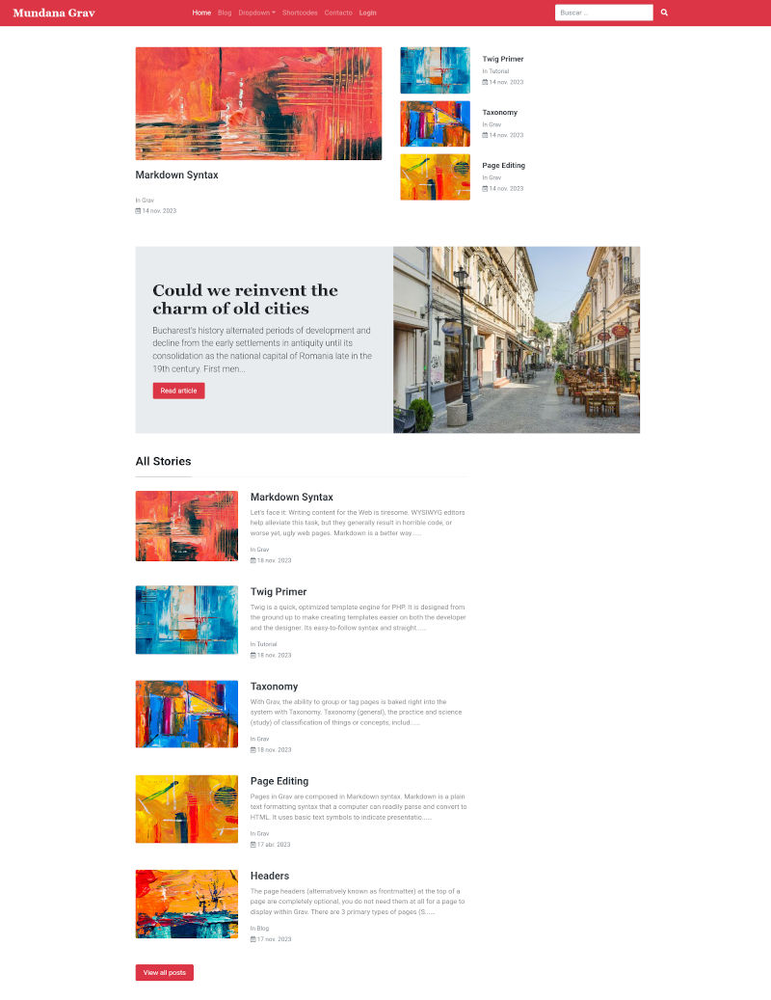 Mundana Grav
Home Blog Dropdown Shortcodes Contacto Login
Buscar ...
Markdown Syntax
In Grav
14 nov. 2023
Twig Primer
In Tutorial
14 nov. 2023
Taxonomy
In Grav
14 nov. 2023
Page Editing
In Grav
14 nov. 2023
Could we reinvent the
charm of old cities
Bucharest's history alternated periods of development and
decline from the early settlements in antiquity until its
consolidation as the national capital of Romania late in the
19th century. First men...
Read article
All Stories
Markdown Syntax
Let's face it: Writing content for the Web is tiresome. WYSIWYG editors
help alleviate this task, but they generally result in horrible code, or
worse yet, ugly web pages. Markdown is a better way......
In Grav
18 nov. 2023
Twig Primer
Twig is a quick, optimized template engine for PHP. It is designed from
the ground up to make creating templates easier on both the developer
and the designer. Its easy-to-follow syntax and straight......
In Tutorial
18 nov. 2023
Taxonomy
With Grav, the ability to group or tag pages is baked right into the
system with Taxonomy. Taxonomy (general), the practice and science
(study) of classification of things or concepts, includ......
In Grav
18 nov. 2023
Page Editing
Pages in Grav are composed in Markdown syntax. Markdown is a plain
text formatting syntax that a computer can readily parse and convert to
HTML. It uses basic text symbols to indicate presentatio......
In Grav
17 abr. 2023
Headers
The page headers (alternatively known as frontmatter) at the top of a
page are completely optional, you do not need them at all for a page to
display within Grav. There are 3 primary types of pages (S......
In Blog
17 nov. 2023
View all posts